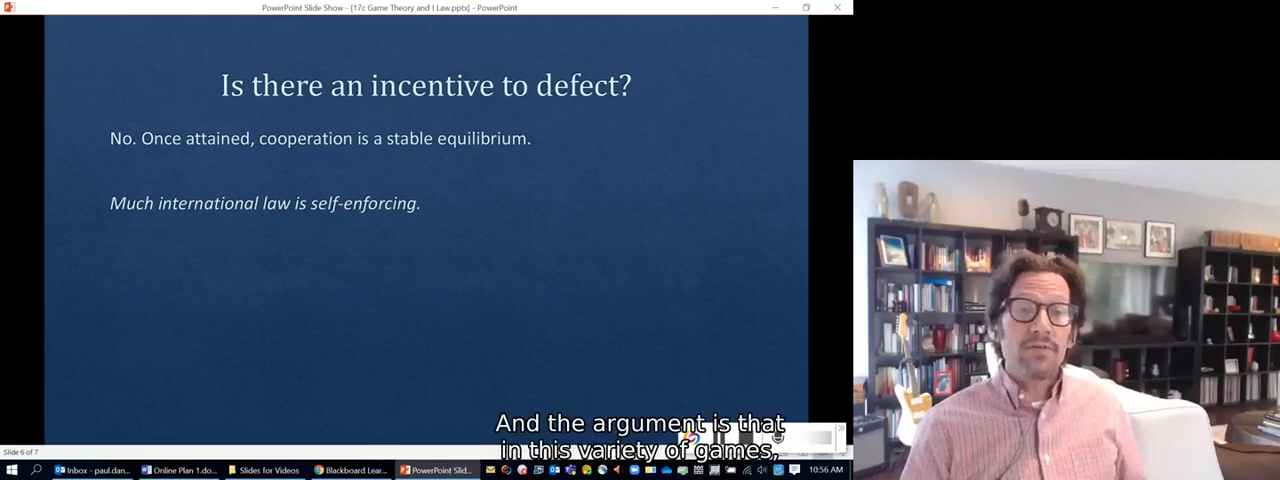 PowerPoint Slide Show - [17c Game Theory and I Law.pptx] - PowerPoint
Is there an incentive to defect?
No. Once attained, cooperation is a stable equilibrium.
Much international law is self-enforcing.
And the argument is that
in this variety of games,
Slide 6 of 7
Inbox - paul.dan...
Online Plan 1.do...
Slides for Videos
Blackboard Lear...
PowerPoint Slid...
10:56 AM